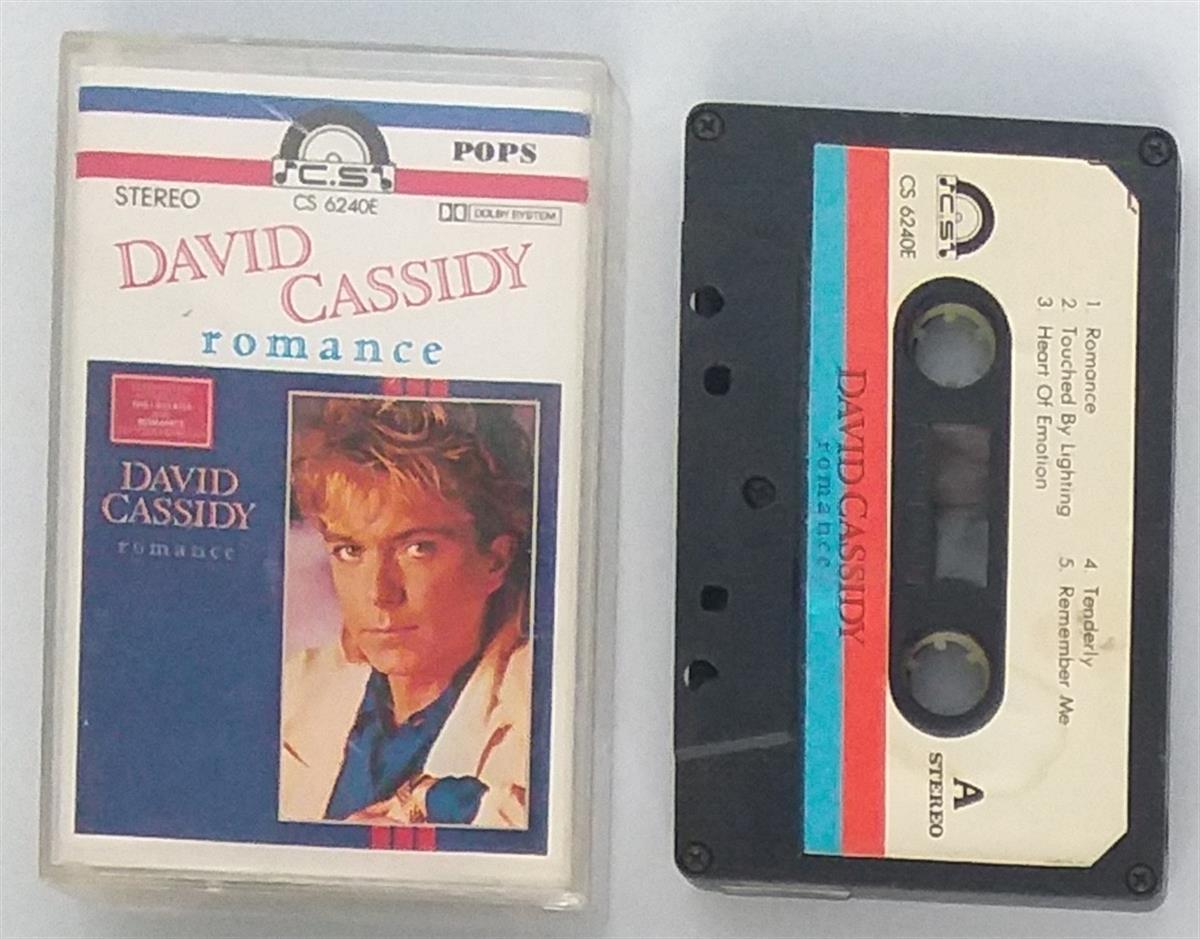 POPS
C.S
STEREO
CS 6240E
DOLBY SYSTEM
DAVID
CASSIDY
romance
ROMANCE
DAVID
CASSIDY
romance
C.S
CS 6240E
1. Romance
2. Touched By Lighting
3. Heart Of Emotion
4. Tenderly
5. Remember Me
DAVID CASSIDY
romance
A
STEREO